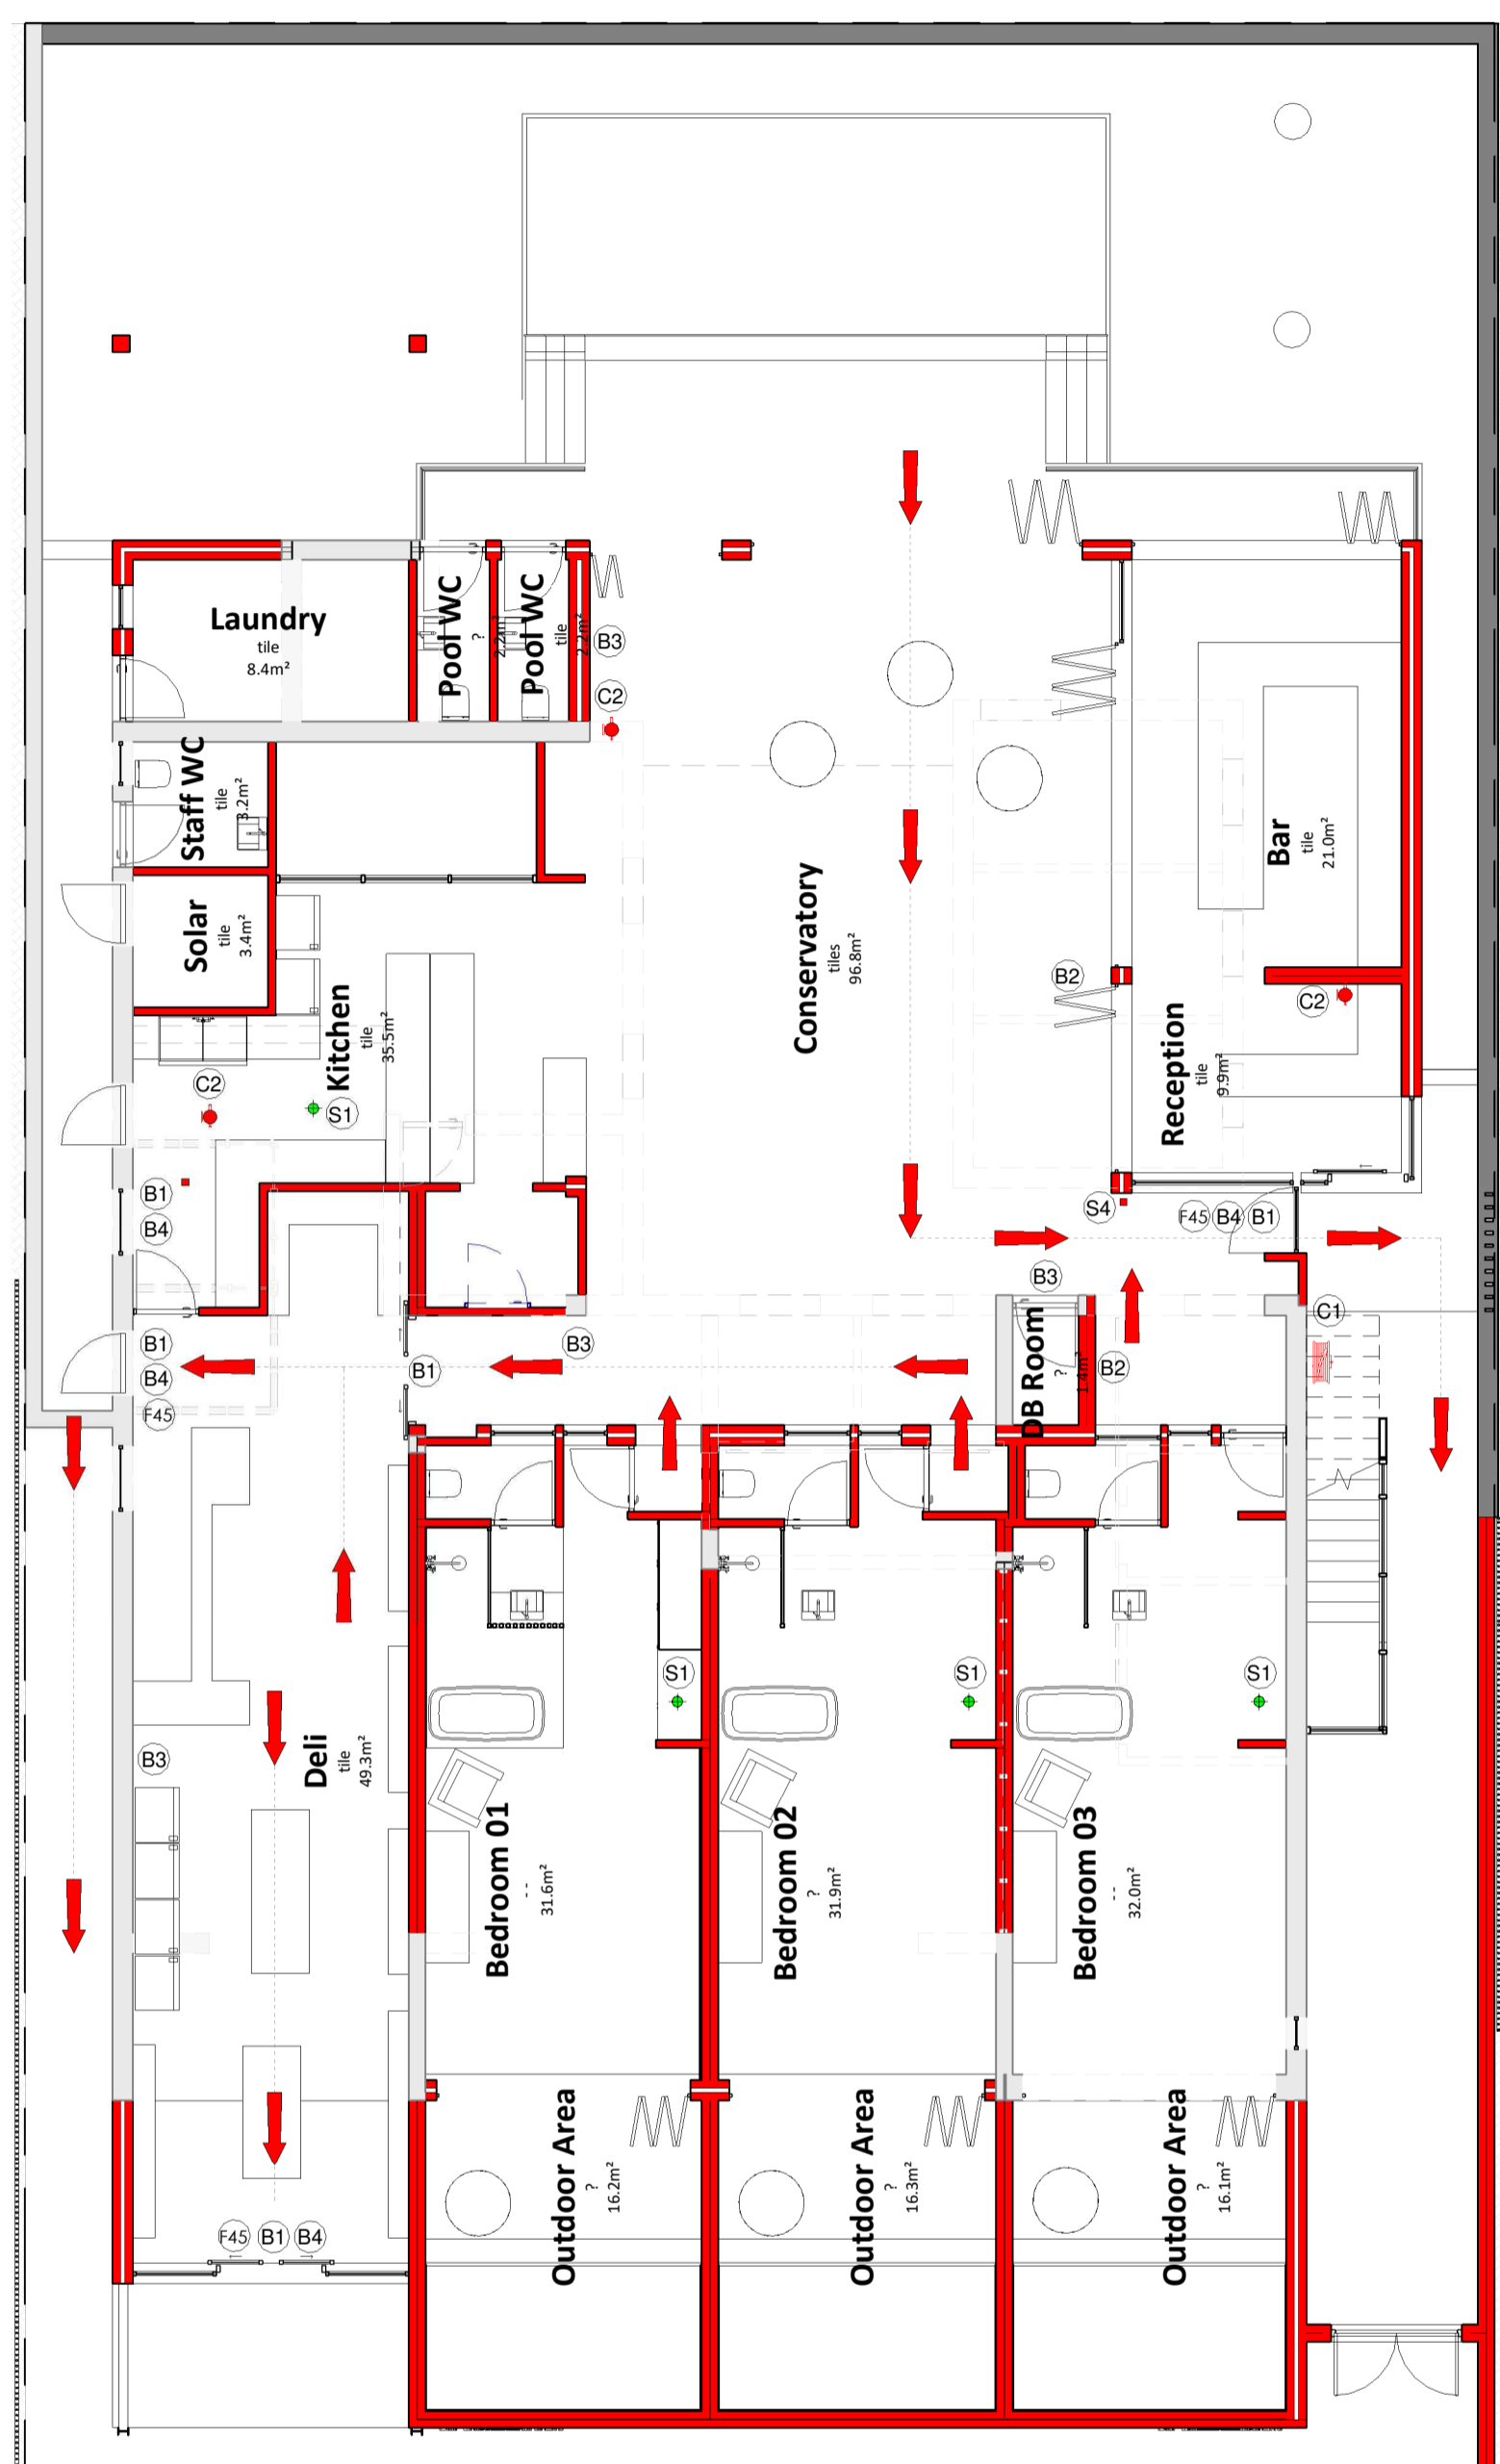 Laundry
tile
8.4m²
Pool WC
?
2.2m²
Pool WC
tile
2.2m²
B3
C2
Staff WC
tile
3.2m²
Solar
tile
3.4m²
Kitchen
tile
35.5m²
C2
S1
B1
B4
Conservatory
tiles
96.8m²
Bar
tile
21.0m²
B2
C2
Reception
tile
9.9m²
S4
F45
B4
B1
B3
C1
B1
B4
F45
B1
B3
DB Room
?
1.4m²
B2
S1
S1
S1
B3
Deli
tile
49.3m²
Bedroom 01
--
31.6m²
Bedroom 02
?
31.9m²
Bedroom 03
--
32.0m²
Outdoor Area
?
16.2m²
Outdoor Area
?
16.3m²
Outdoor Area
?
16.1m²
F45
B1
B4